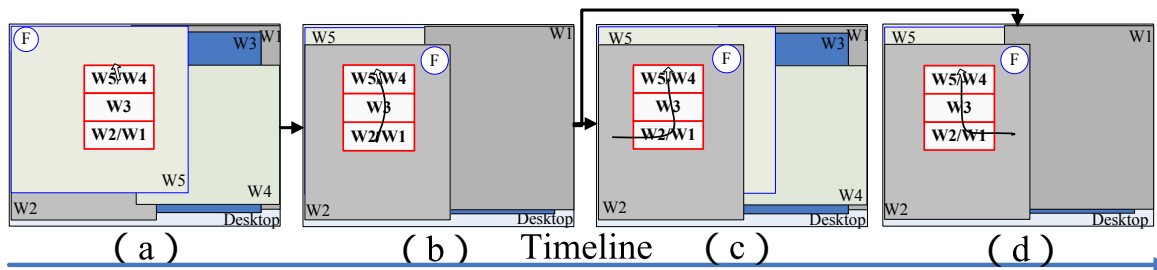 F
W1
W3
W5/W4
W3
W2/W1
W5
W4
W2
Desktop
W5
W1
F
W5/W4
W3
W2/W1
W2
Desktop
W5
F
W3
W1
W5/W4
W3
W2/W1
W4
W2
Desktop
W5
W1
F
W5/W4
W3
W2/W1
W2
Desktop
( a )
( b )
Timeline
( c )
( d )